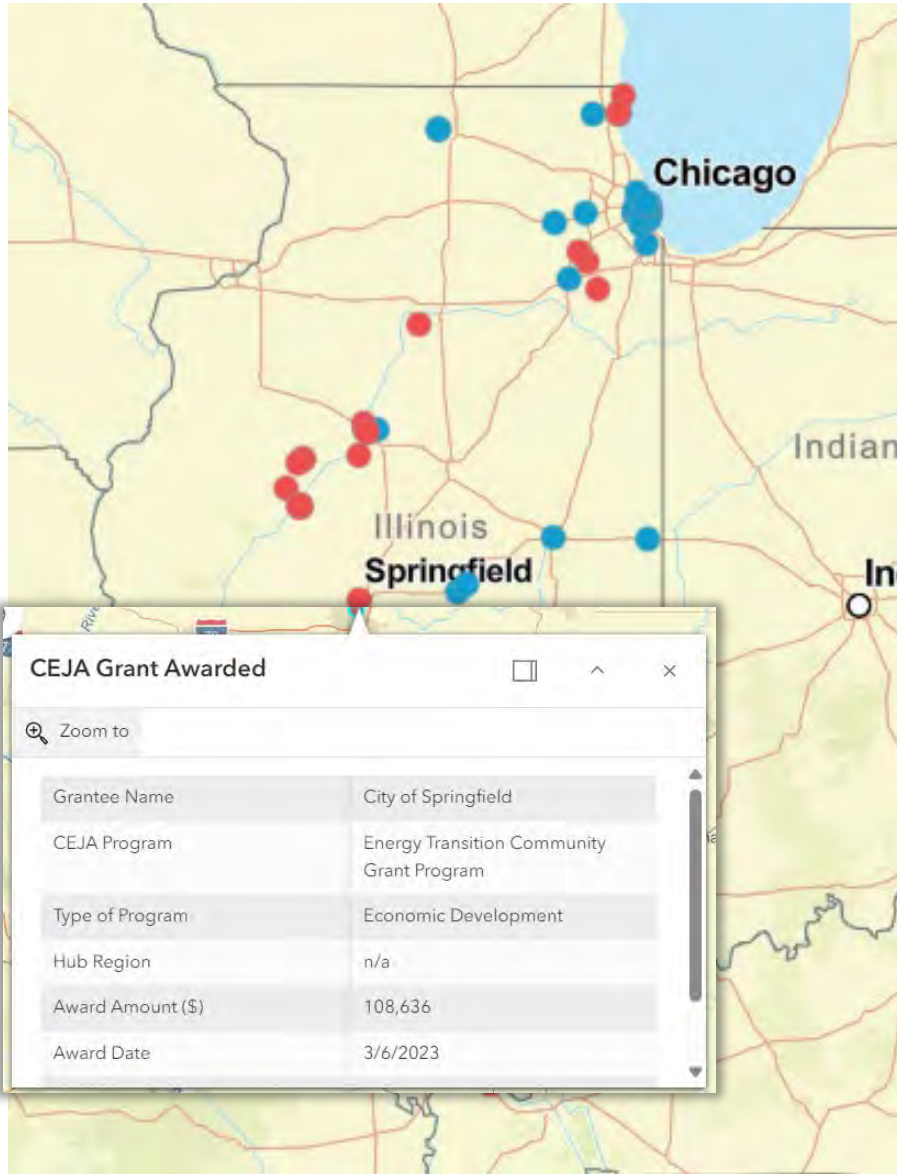 Chicago
Indian
Illinois
Springfield
In
Rive
CEJA Grant Awarded
Zoom to
Grantee Name City of Springfield
CEJA Program Energy Transition Community
Grant Program
Type of Program Economic Development
Hub Region n/a
Award Amount ($) 108,636
Award Date 3/6/2023